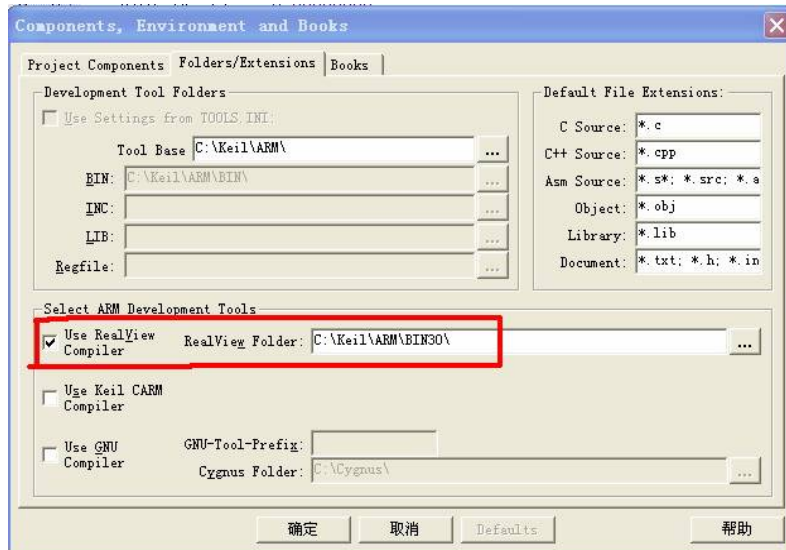 Components, Environment and Books
Project Components Folders/Extensions Books
Development Tool Folders
Use Settings from TOOLS.INI:
Tool Base C:\Keil\ARM\ ...
BIN: C:\Keil\ARM\BIN\ ...
INC: ...
LIB: ...
Regfile: ...
Default File Extensions:
C Source: *.c
C++ Source: *.cpp
Asm Source: *.s*; *.src; *.a
Object: *.obj
Library: *.lib
Document: *.txt; *.h; *.in
Select ARM Development Tools
Use RealView Compiler RealView Folder: C:\Keil\ARM\BIN30\ ...
Use Keil CARM Compiler
Use GNU Compiler GNU-Tool-Prefix:
Cygnus Folder: C:\Cygnus\ ...
确定 取消 Defaults 帮助